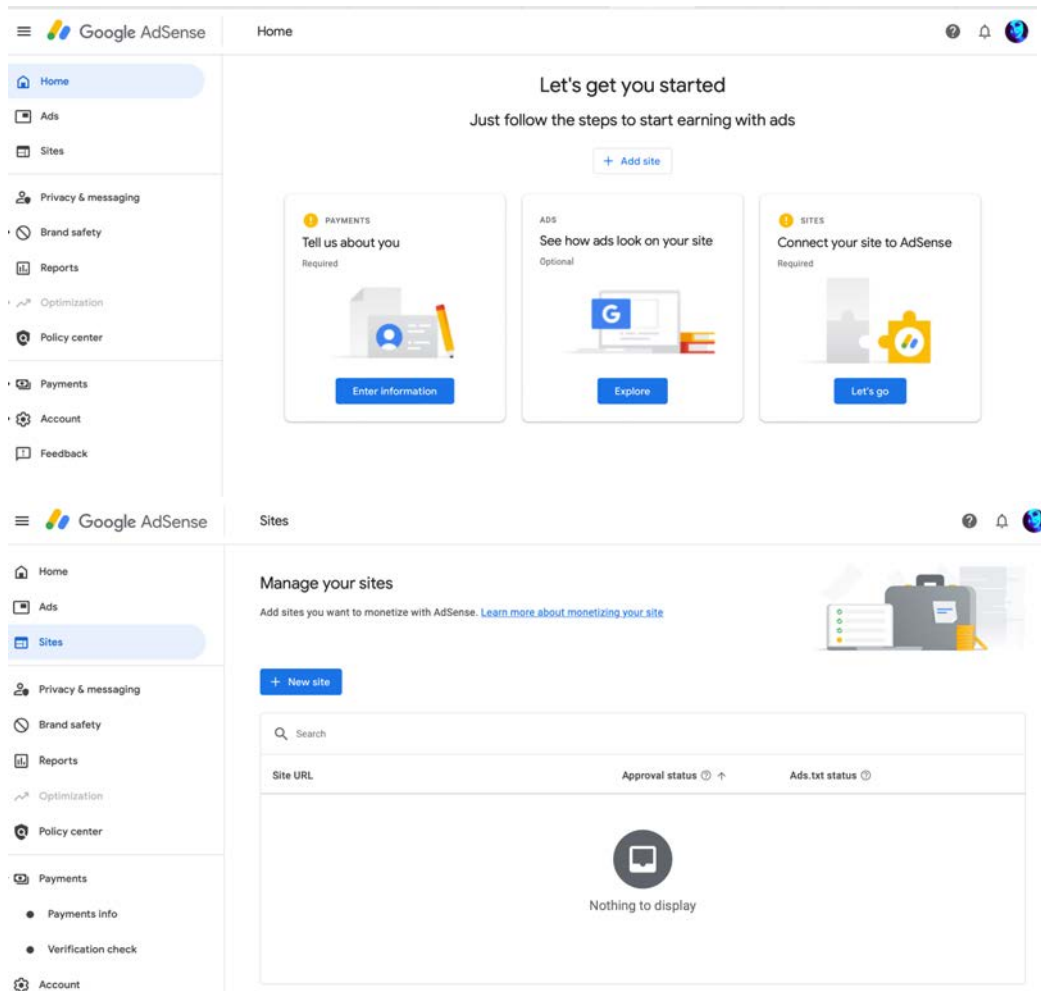 Google AdSense
Home
Home
Ads
Sites
Privacy & messaging
Brand safety
Reports
Optimization
Policy center
Payments
Account
Feedback
Let's get you started
Just follow the steps to start earning with ads
+ Add site
PAYMENTS
Tell us about you
Required
Enter information
ADS
See how ads look on your site
Optional
G
Explore
SITES
Connect your site to AdSense
Required
Let's go
Google AdSense
Sites
Home
Ads
Sites
Privacy & messaging
Brand safety
Reports
Optimization
Policy center
Payments
Payments info
Verification check
Account
Manage your sites
Add sites you want to monetize with AdSense. Learn more about monetizing your site
+ New site
Search
Site URL Approval status Ads.txt status
Nothing to display